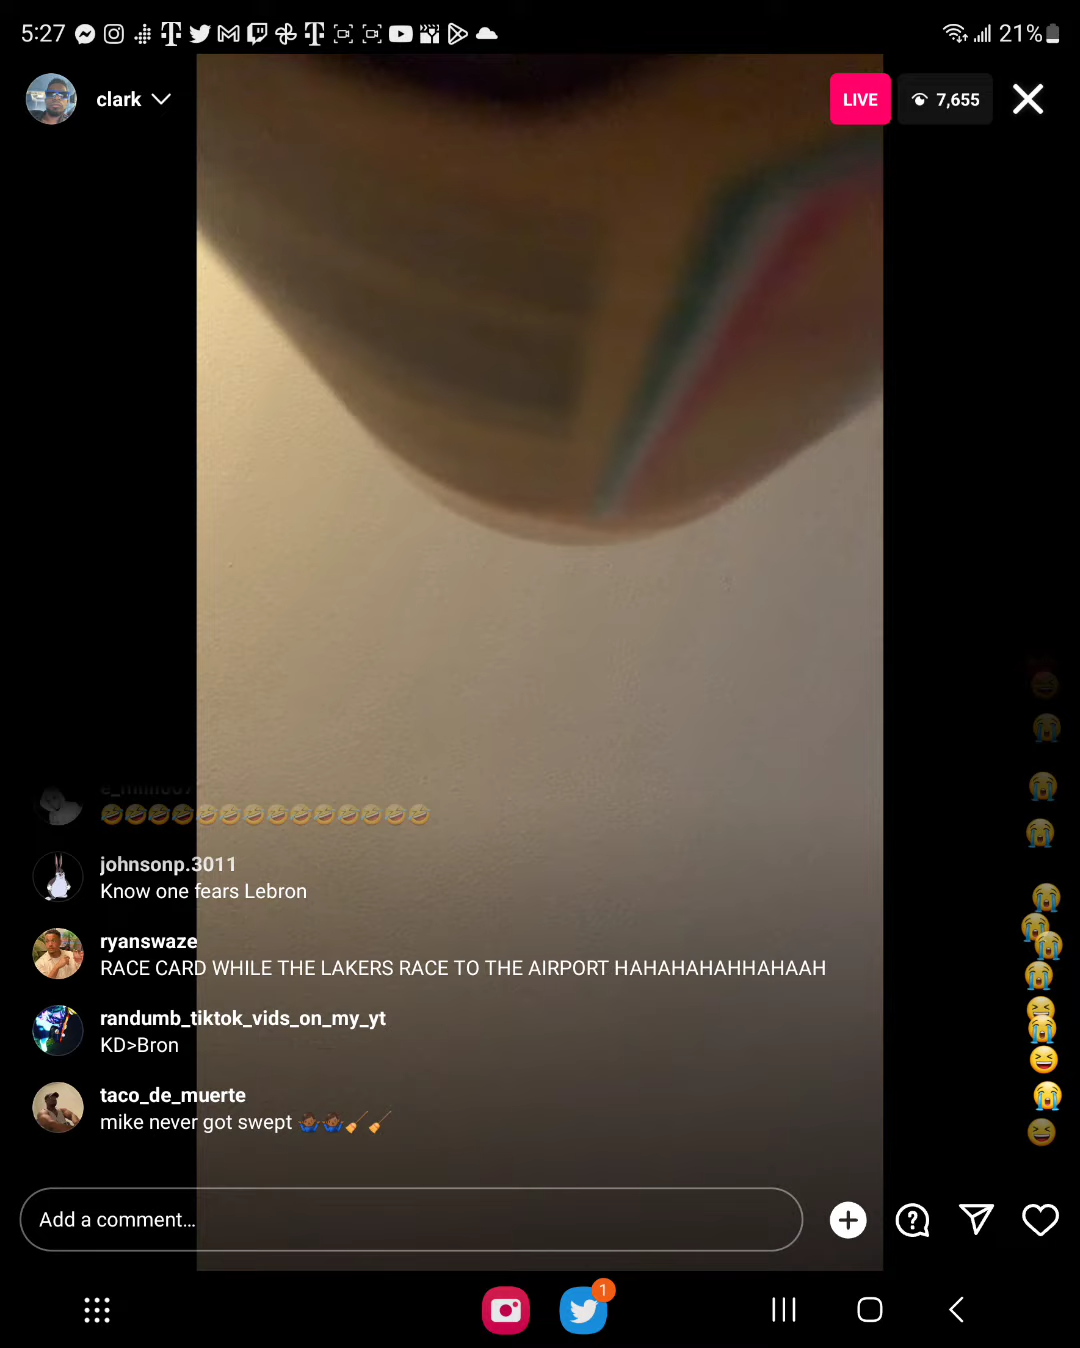 5:27
21%
clark
LIVE
7,655
johnsonp.3011
Know one fears Lebron
ryanswaze
RACE CARD WHILE THE LAKERS RACE TO THE AIRPORT HAHAHAHAHHAHAAH
randumb_tiktok_vids_on_my_yt
KD>Bron
taco_de_muerte
mike never got swept 🤷🏾‍♂️🤷🏾‍♂️🧹🧹
Add a comment...
1